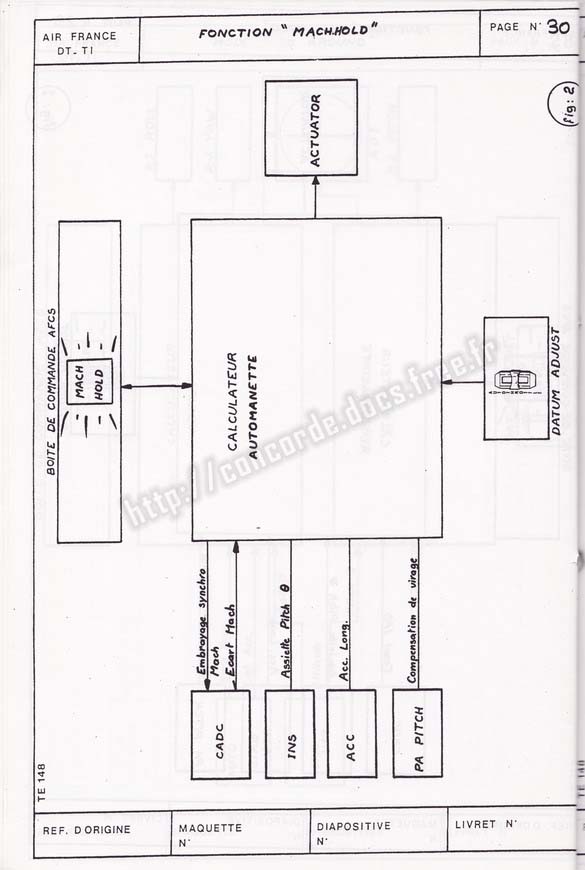 AIR FRANCE
DT-TI
FONCTION " MACH.HOLD "
PAGE N° 30
fig: 2
ACTUATOR
BOITE DE COMMANDE AFCS
MACH
HOLD
CALCULATEUR
AUTOMANETTE
DATUM ADJUST
http://concorde.docs.free.fr
Embrayage synchro
Mach
Ecart Mach
Assiette Pitch θ
Acc. Long.
Compensation de virage
CADC
INS
ACC
PA PITCH
TE 148
REF. D'ORIGINE
MAQUETTE
N°
DIAPOSITIVE
N°
LIVRET N°